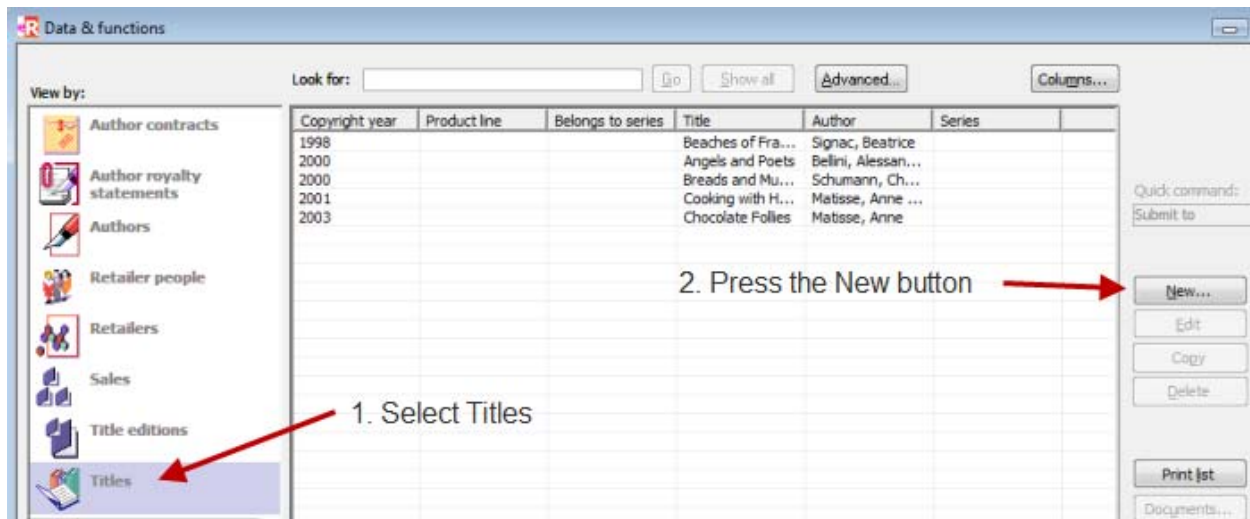 Data & functions
View by:
Look for:
Go
Show all
Advanced...
Columns...
Author contracts
Author royalty
statements
Authors
Retailer people
Retailers
Sales
Title editions
Titles
Copyright year Product line Belongs to series Title Author Series
1998 Beaches of Fra... Signac, Beatrice
2000 Angels and Poets Bellini, Alessan...
2000 Breads and Mu... Schumann, Ch...
2001 Cooking with H... Matisse, Anne ...
2003 Chocolate Follies Matisse, Anne
1. Select Titles
2. Press the New button
Quick command:
Submit to
New...
Edit
Copy
Delete
Print list
Documents...